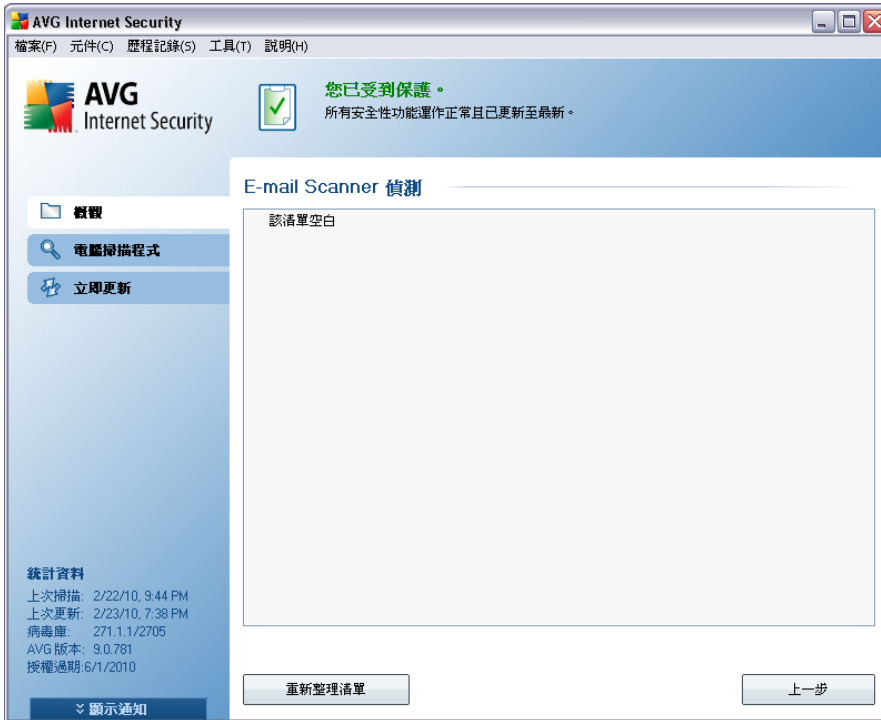 AVG Internet Security
檔案(F) 元件(C) 歷程記錄(S) 工具(T) 說明(H)
AVG
Internet Security
您已受到保護。
所有安全性功能運作正常且已更新至最新。
E-mail Scanner 偵測
該清單空白
概觀
電腦掃描程式
立即更新
統計資料
上次掃描: 2/22/10, 9:44 PM
上次更新: 2/23/10, 7:38 PM
病毒庫: 271.1.1/2705
AVG 版本: 9.0.781
授權過期:6/1/2010
顯示通知
重新整理清單
上一步